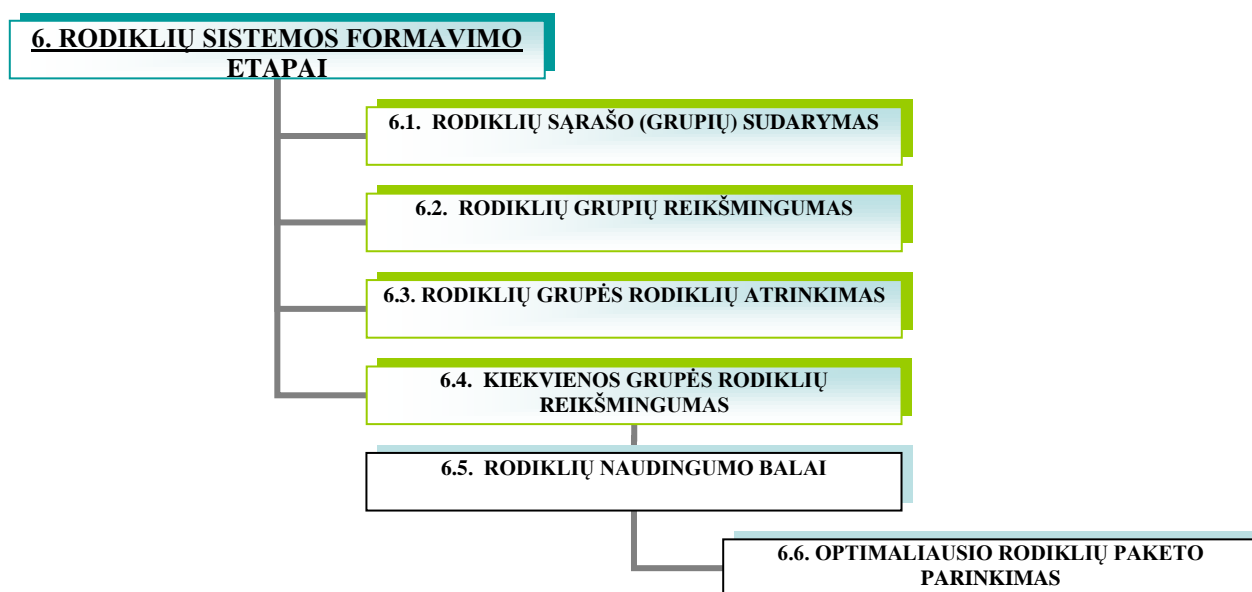 6. RODIKLIŲ SISTEMOS FORMAVIMO
ETAPAI
6.1. RODIKLIŲ SĄRAŠO (GRUPIŲ) SUDARYMAS
6.2. RODIKLIŲ GRUPIŲ REIKŠMINGUMAS
6.3. RODIKLIŲ GRUPĖS RODIKLIŲ ATRINKIMAS
6.4. KIEKVIENOS GRUPĖS RODIKLIŲ
REIKŠMINGUMAS
6.5. RODIKLIŲ NAUDINGUMO BALAI
6.6. OPTIMALIAUSIO RODIKLIŲ PAKETO
PARINKIMAS